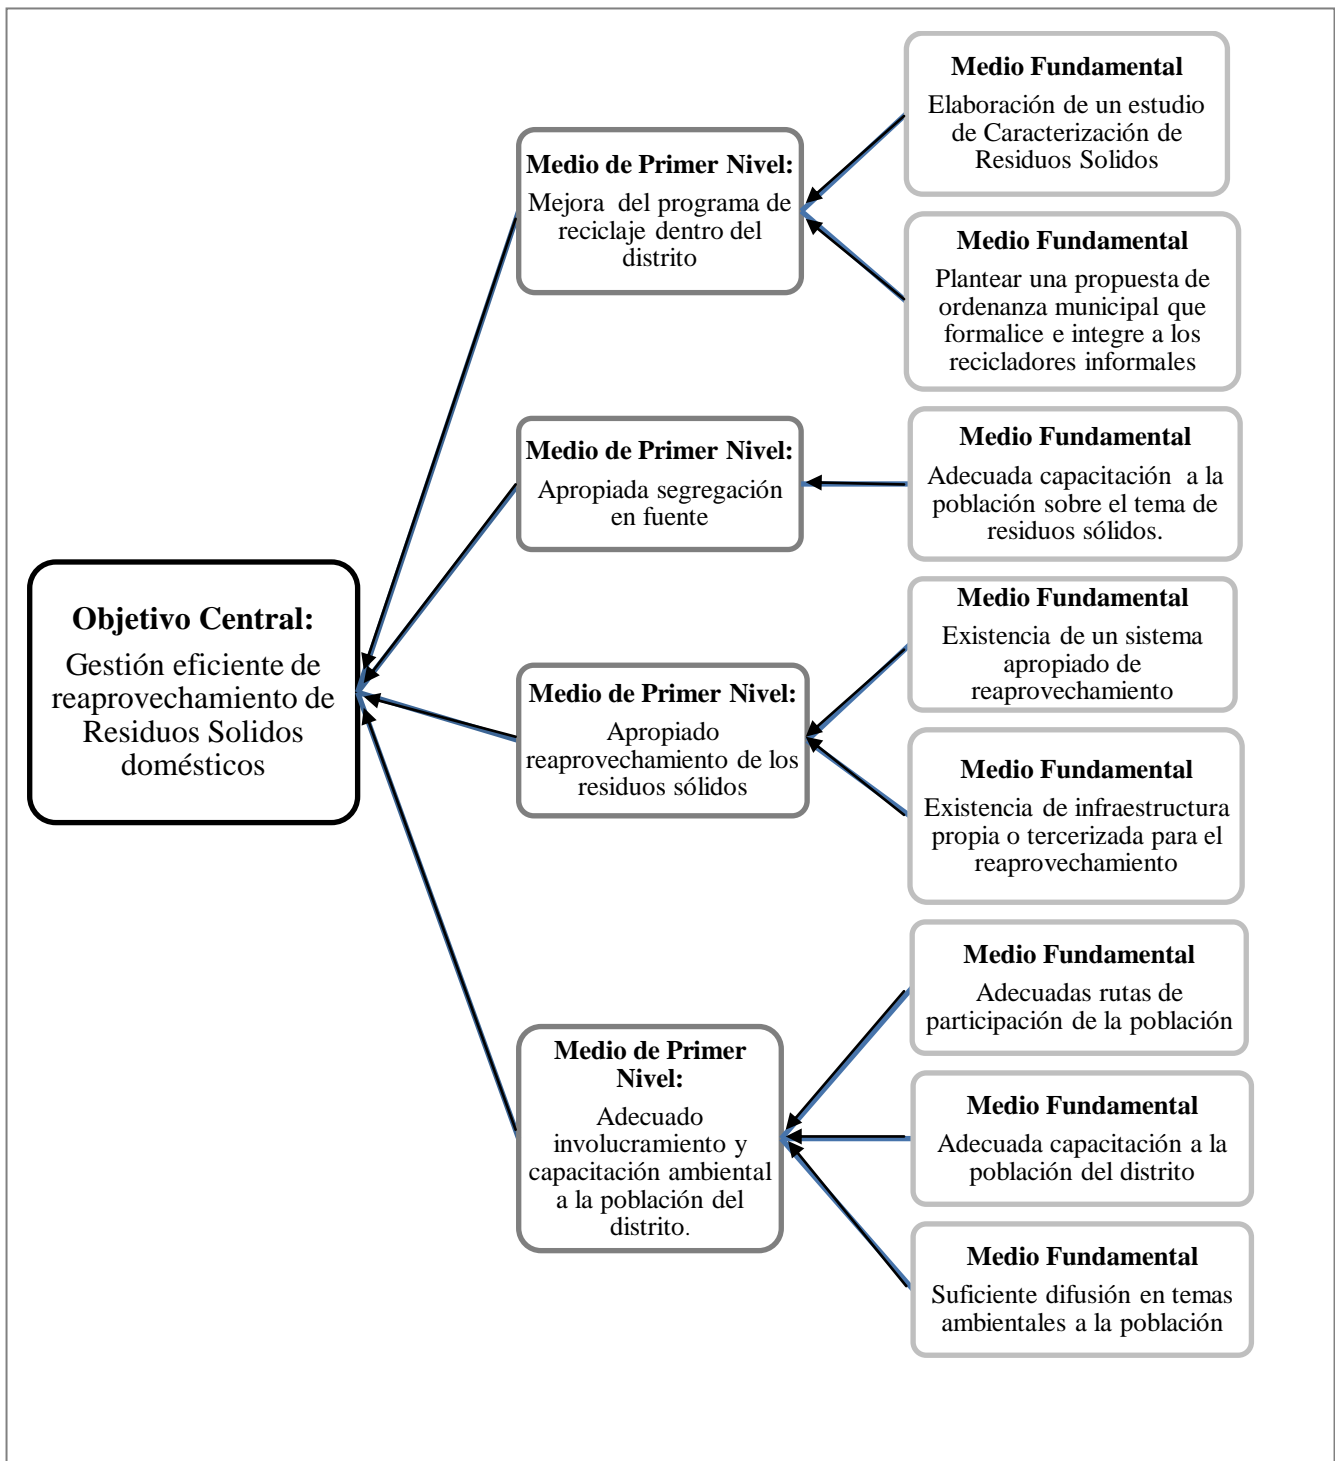 Objetivo Central:
Gestión eficiente de
reaprovechamiento de
Residuos Solidos
domésticos
Medio de Primer Nivel:
Mejora del programa de
reciclaje dentro del
distrito
Medio Fundamental
Elaboración de un estudio
de Caracterización de
Residuos Solidos
Medio Fundamental
Plantear una propuesta de
ordenanza municipal que
formalice e integre a los
recicladores informales
Medio de Primer Nivel:
Apropiada segregación
en fuente
Medio Fundamental
Adecuada capacitación a la
población sobre el tema de
residuos sólidos.
Medio de Primer Nivel:
Apropiado
reaprovechamiento de los
residuos sólidos
Medio Fundamental
Existencia de un sistema
apropiado de
reaprovechamiento
Medio Fundamental
Existencia de infraestructura
propia o tercerizada para el
reaprovechamiento
Medio de Primer
Nivel:
Adecuado
involucramiento y
capacitación ambiental
a la población del
distrito.
Medio Fundamental
Adecuadas rutas de
participación de la población
Medio Fundamental
Adecuada capacitación a la
población del distrito
Medio Fundamental
Suficiente difusión en temas
ambientales a la población